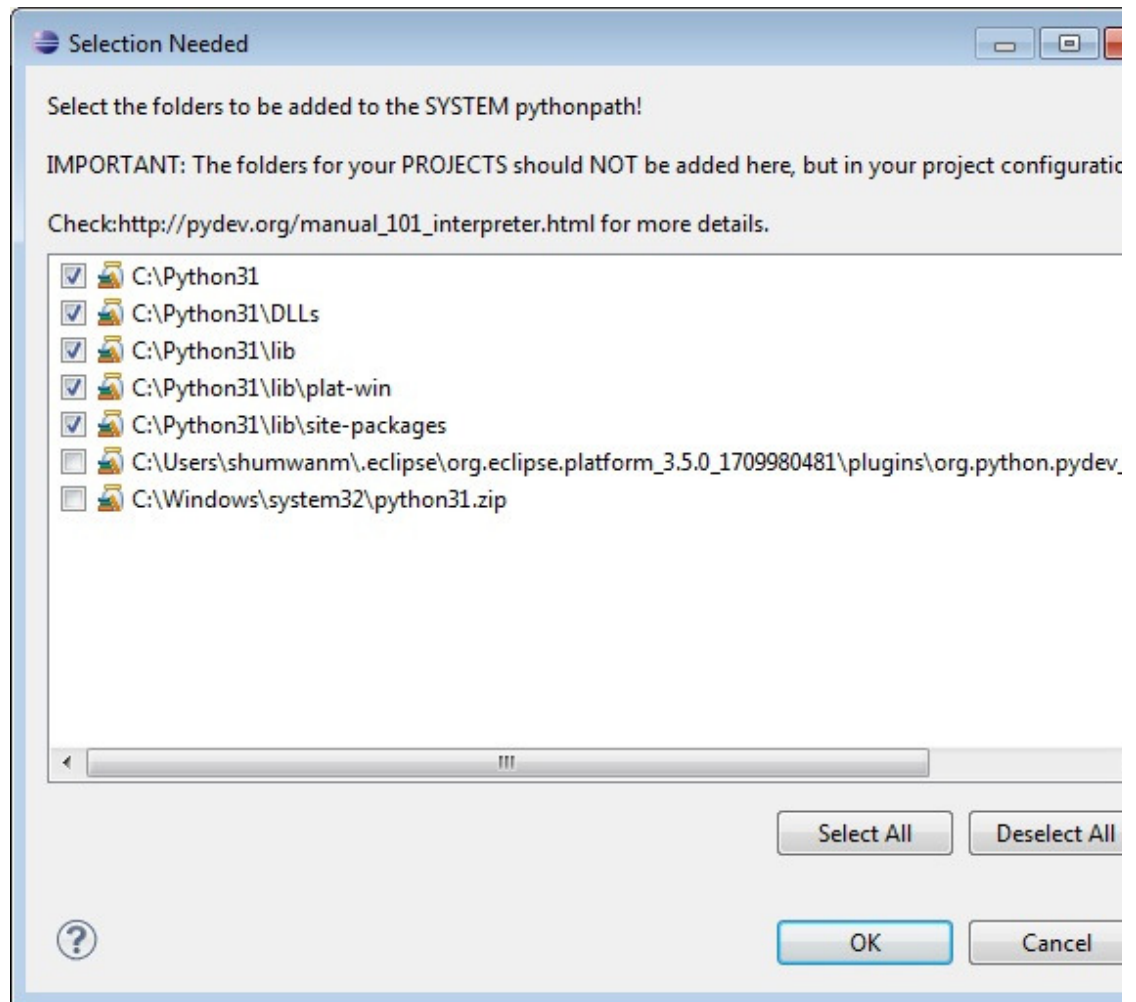 Selection Needed
Select the folders to be added to the SYSTEM pythonpath!
IMPORTANT: The folders for your PROJECTS should NOT be added here, but in your project configuratio
Check:http://pydev.org/manual_101_interpreter.html for more details.
C:\Python31
C:\Python31\DLLs
C:\Python31\lib
C:\Python31\lib\plat-win
C:\Python31\lib\site-packages
C:\Users\shumwanm\.eclipse\org.eclipse.platform_3.5.0_1709980481\plugins\org.python.pydev_
C:\Windows\system32\python31.zip
Select All Deselect All
? OK Cancel